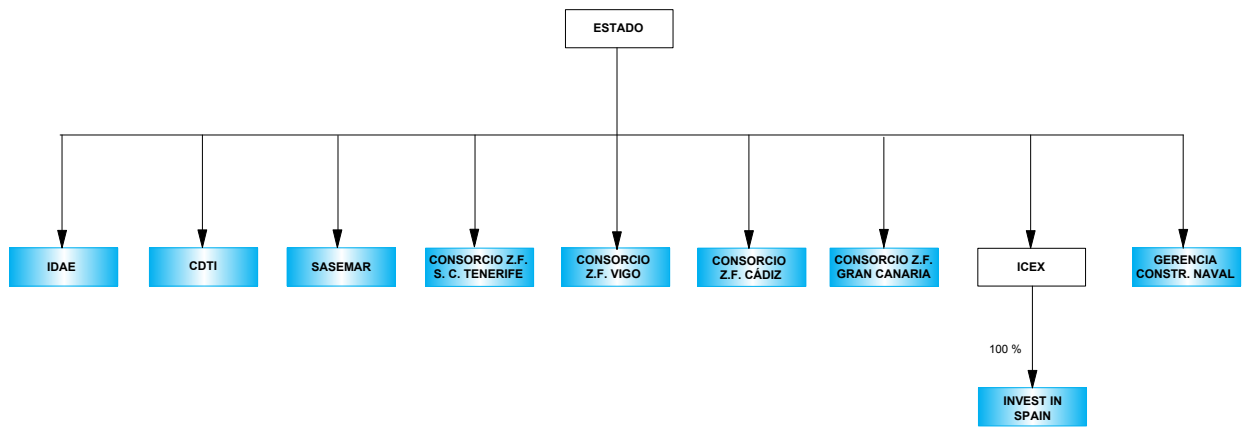 ESTADO
IDAE
CDTI
SASEMAR
CONSORCIO Z.F.
S. C. TENERIFE
CONSORCIO
Z.F. VIGO
CONSORCIO
Z.F. CÁDIZ
CONSORCIO Z.F.
GRAN CANARIA
ICEX
GERENCIA
CONSTR. NAVAL
100 %
INVEST IN
SPAIN